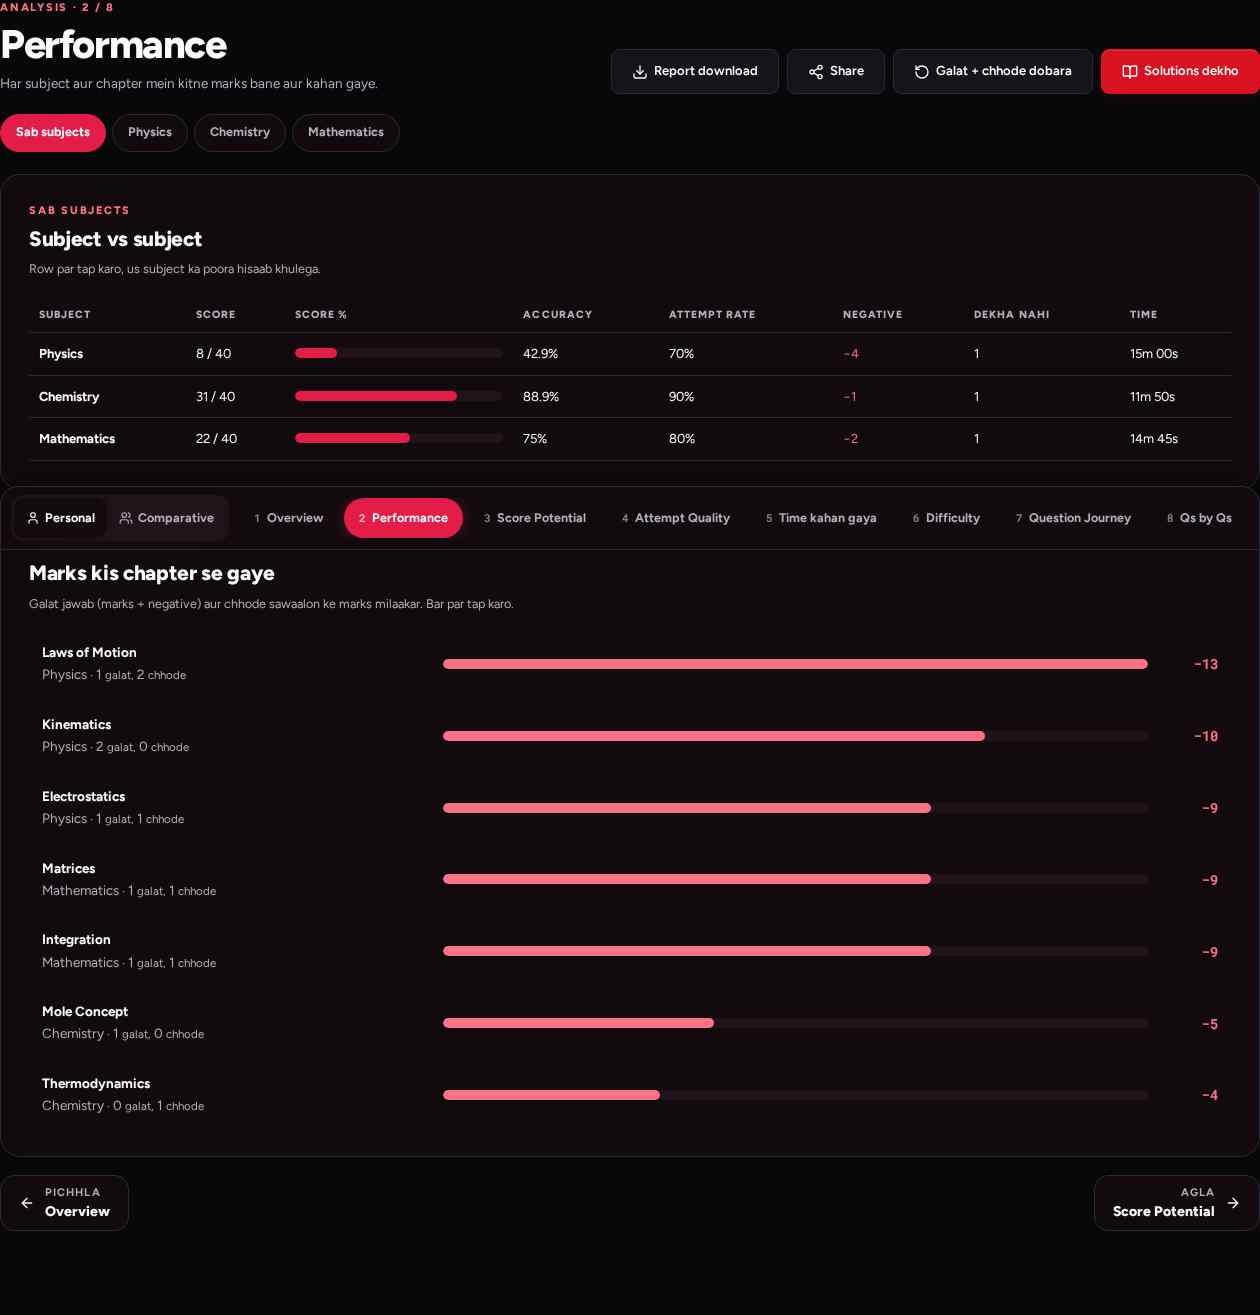 ANALYSIS · 2 / 8
Performance
Har subject aur chapter mein kitne marks bane aur kahan gaye.
Report download
Share
Galat + chhode dobara
Solutions dekho
Sab subjects
Physics
Chemistry
Mathematics
SAB SUBJECTS
Subject vs subject
Row par tap karo, us subject ka poora hisaab khulega.
SUBJECT SCORE SCORE % ACCURACY ATTEMPT RATE NEGATIVE DEKHA NAHI TIME
Physics 8 / 40 42.9% 70% −4 1 15m 00s
Chemistry 31 / 40 88.9% 90% −1 1 11m 50s
Mathematics 22 / 40 75% 80% −2 1 14m 45s
Personal Comparative 1 Overview 2 Performance 3 Score Potential 4 Attempt Quality 5 Time kahan gaya 6 Difficulty 7 Question Journey 8 Qs by Qs
Marks kis chapter se gaye
Galat jawab (marks + negative) aur chhode sawaalon ke marks milaakar. Bar par tap karo.
Laws of Motion
Physics · 1 galat, 2 chhode −13
Kinematics
Physics · 2 galat, 0 chhode −10
Electrostatics
Physics · 1 galat, 1 chhode −9
Matrices
Mathematics · 1 galat, 1 chhode −9
Integration
Mathematics · 1 galat, 1 chhode −9
Mole Concept
Chemistry · 1 galat, 0 chhode −5
Thermodynamics
Chemistry · 0 galat, 1 chhode −4
PICHHLA
Overview
AGLA
Score Potential